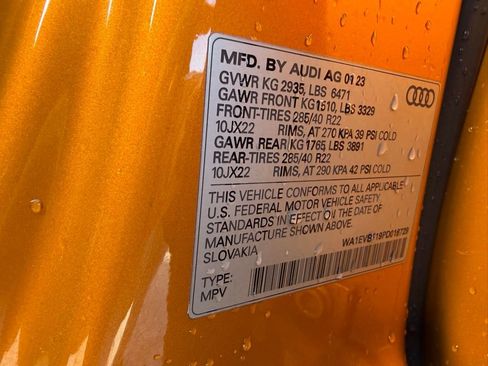 MFD. BY AUDI AG 01 23
GVWR KG 2935, LBS 6471
GAWR FRONT KG 1510, LBS 3329
FRONT-TIRES 285/40 R22
10JX22 RIMS, AT 270 KPA 39 PSI COLD
GAWR REAR KG 1765, LBS 3891
REAR-TIRES 285/40 R22
10JX22 RIMS, AT 290 KPA 42 PSI COLD
THIS VEHICLE CONFORMS TO ALL APPLICABLE
U.S. FEDERAL MOTOR VEHICLE SAFETY
STANDARDS IN EFFECT ON THE DATE OF
MANUFACTURE SHOWN ABOVE.
SLOVAKIA
TYPE:
MPV